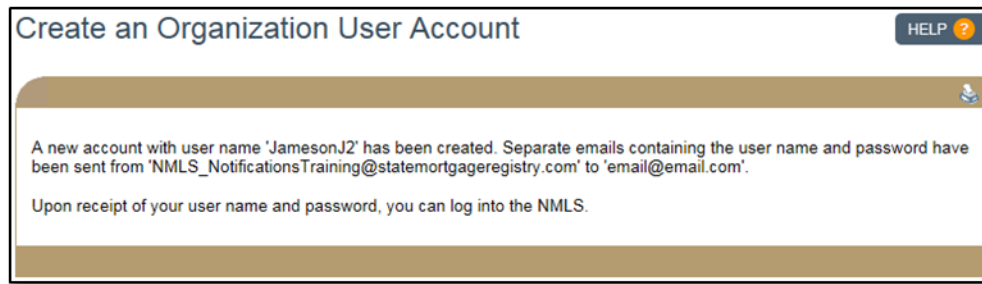 Create an Organization User Account
HELP ?
A new account with user name 'JamesonJ2' has been created. Separate emails containing the user name and password have
been sent from 'NMLS_NotificationsTraining@statemortgageregistry.com' to 'email@email.com'.
Upon receipt of your user name and password, you can log into the NMLS.